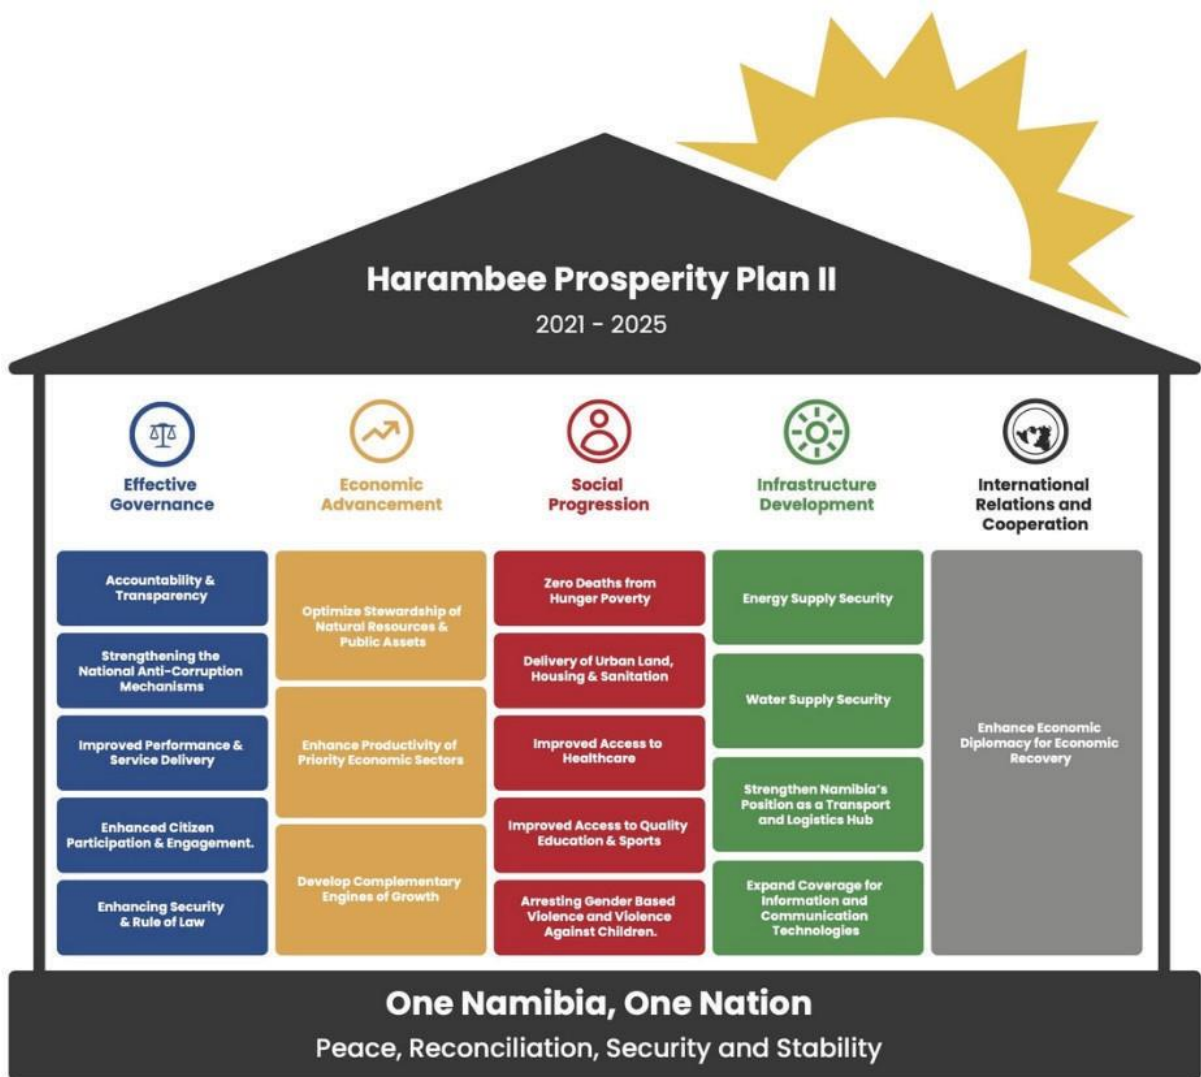 Harambee Prosperity Plan II
2021 - 2025
Effective
Governance
Accountability &
Transparency
Strengthening the
National Anti-Corruption
Mechanisms
Improved Performance &
Service Delivery
Enhanced Citizen
Participation & Engagement.
Enhancing Security
& Rule of Law
Economic
Advancement
Optimize Stewardship of
Natural Resources &
Public Assets
Enhance Productivity of
Priority Economic Sectors
Develop Complementary
Engines of Growth
Social
Progression
Zero Deaths from
Hunger Poverty
Delivery of Urban Land,
Housing & Sanitation
Improved Access to
Healthcare
Improved Access to Quality
Education & Sports
Arresting Gender Based
Violence and Violence
Against Children.
Infrastructure
Development
Energy Supply Security
Water Supply Security
Strengthen Namibia's
Position as a Transport
and Logistics Hub
Expand Coverage for
Information and
Communication
Technologies
International
Relations and
Cooperation
Enhance Economic
Diplomacy for Economic
Recovery
One Namibia, One Nation
Peace, Reconciliation, Security and Stability